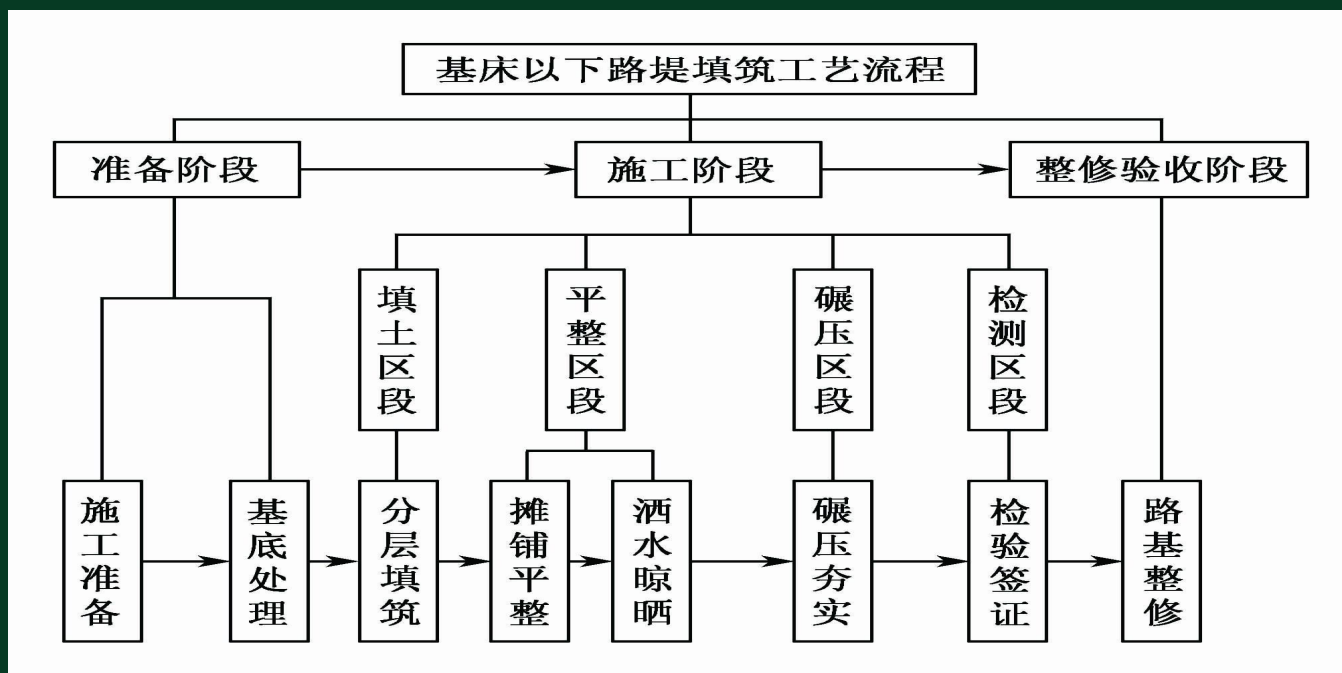 基床以下路堤填筑工艺流程
准备阶段
施工阶段
整修验收阶段
填土区段
平整区段
碾压区段
检测区段
施工准备
基底处理
分层填筑
摊铺平整
洒水晾晒
碾压夯实
检验签证
路基整修